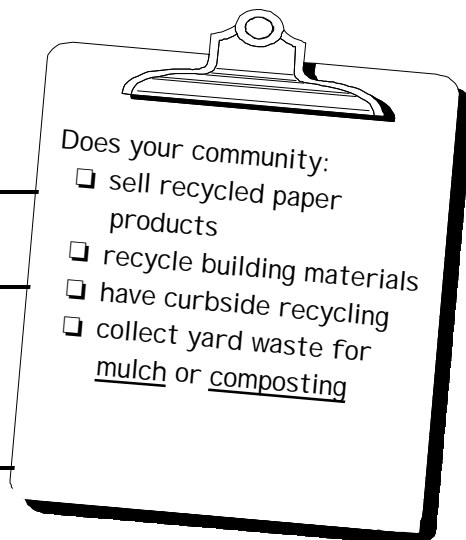 Does your community:
❏ sell recycled paper
products
❏ recycle building materials
❏ have curbside recycling
❏ collect yard waste for
mulch or composting